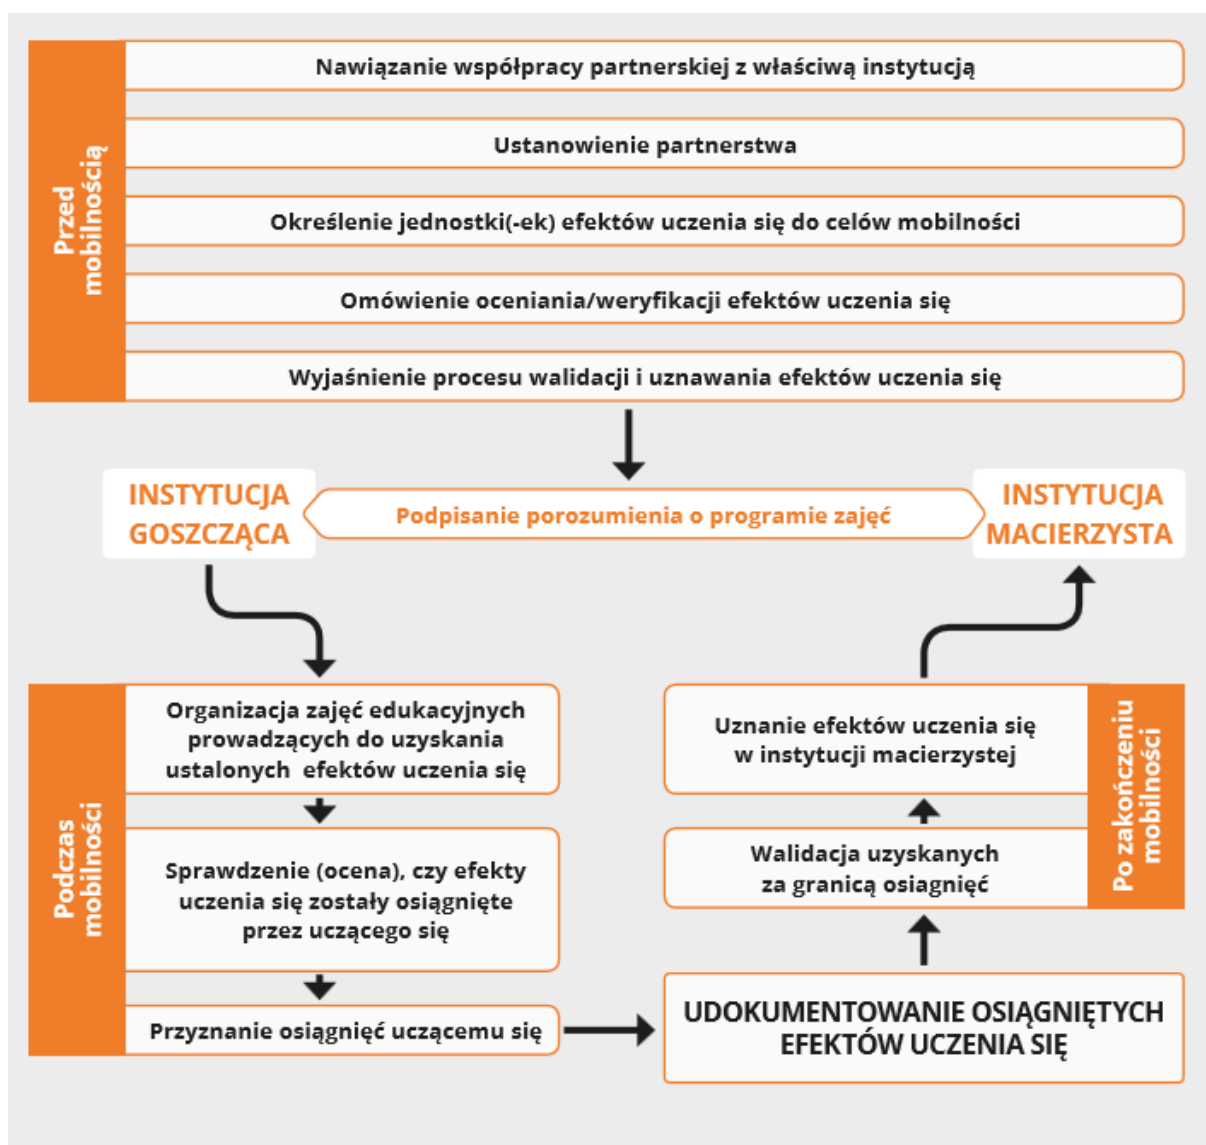 Przed
mobilnością
Nawiązanie współpracy partnerskiej z właściwą instytucją
Ustanowienie partnerstwa
Określenie jednostki(-ek) efektów uczenia się do celów mobilności
Omówienie oceniania/weryfikacji efektów uczenia się
Wyjaśnienie procesu walidacji i uznawania efektów uczenia się
INSTYTUCJA
GOSZCZĄCA
Podpisanie porozumienia o programie zajęć
INSTYTUCJA
MACIERZYSTA
Podczas
mobilności
Organizacja zajęć edukacyjnych
prowadzących do uzyskania
ustalonych efektów uczenia się
Sprawdzenie (ocena), czy efekty
uczenia się zostały osiągnięte
przez uczącego się
Przyznanie osiągnięć uczącemu się
UDOKUMENTOWANIE OSIĄGNIĘTYCH
EFEKTÓW UCZENIA SIĘ
Walidacja uzyskanych
za granicą osiagnięć
Uznanie efektów uczenia się
w instytucji macierzystej
Po zakończeniu
mobilności